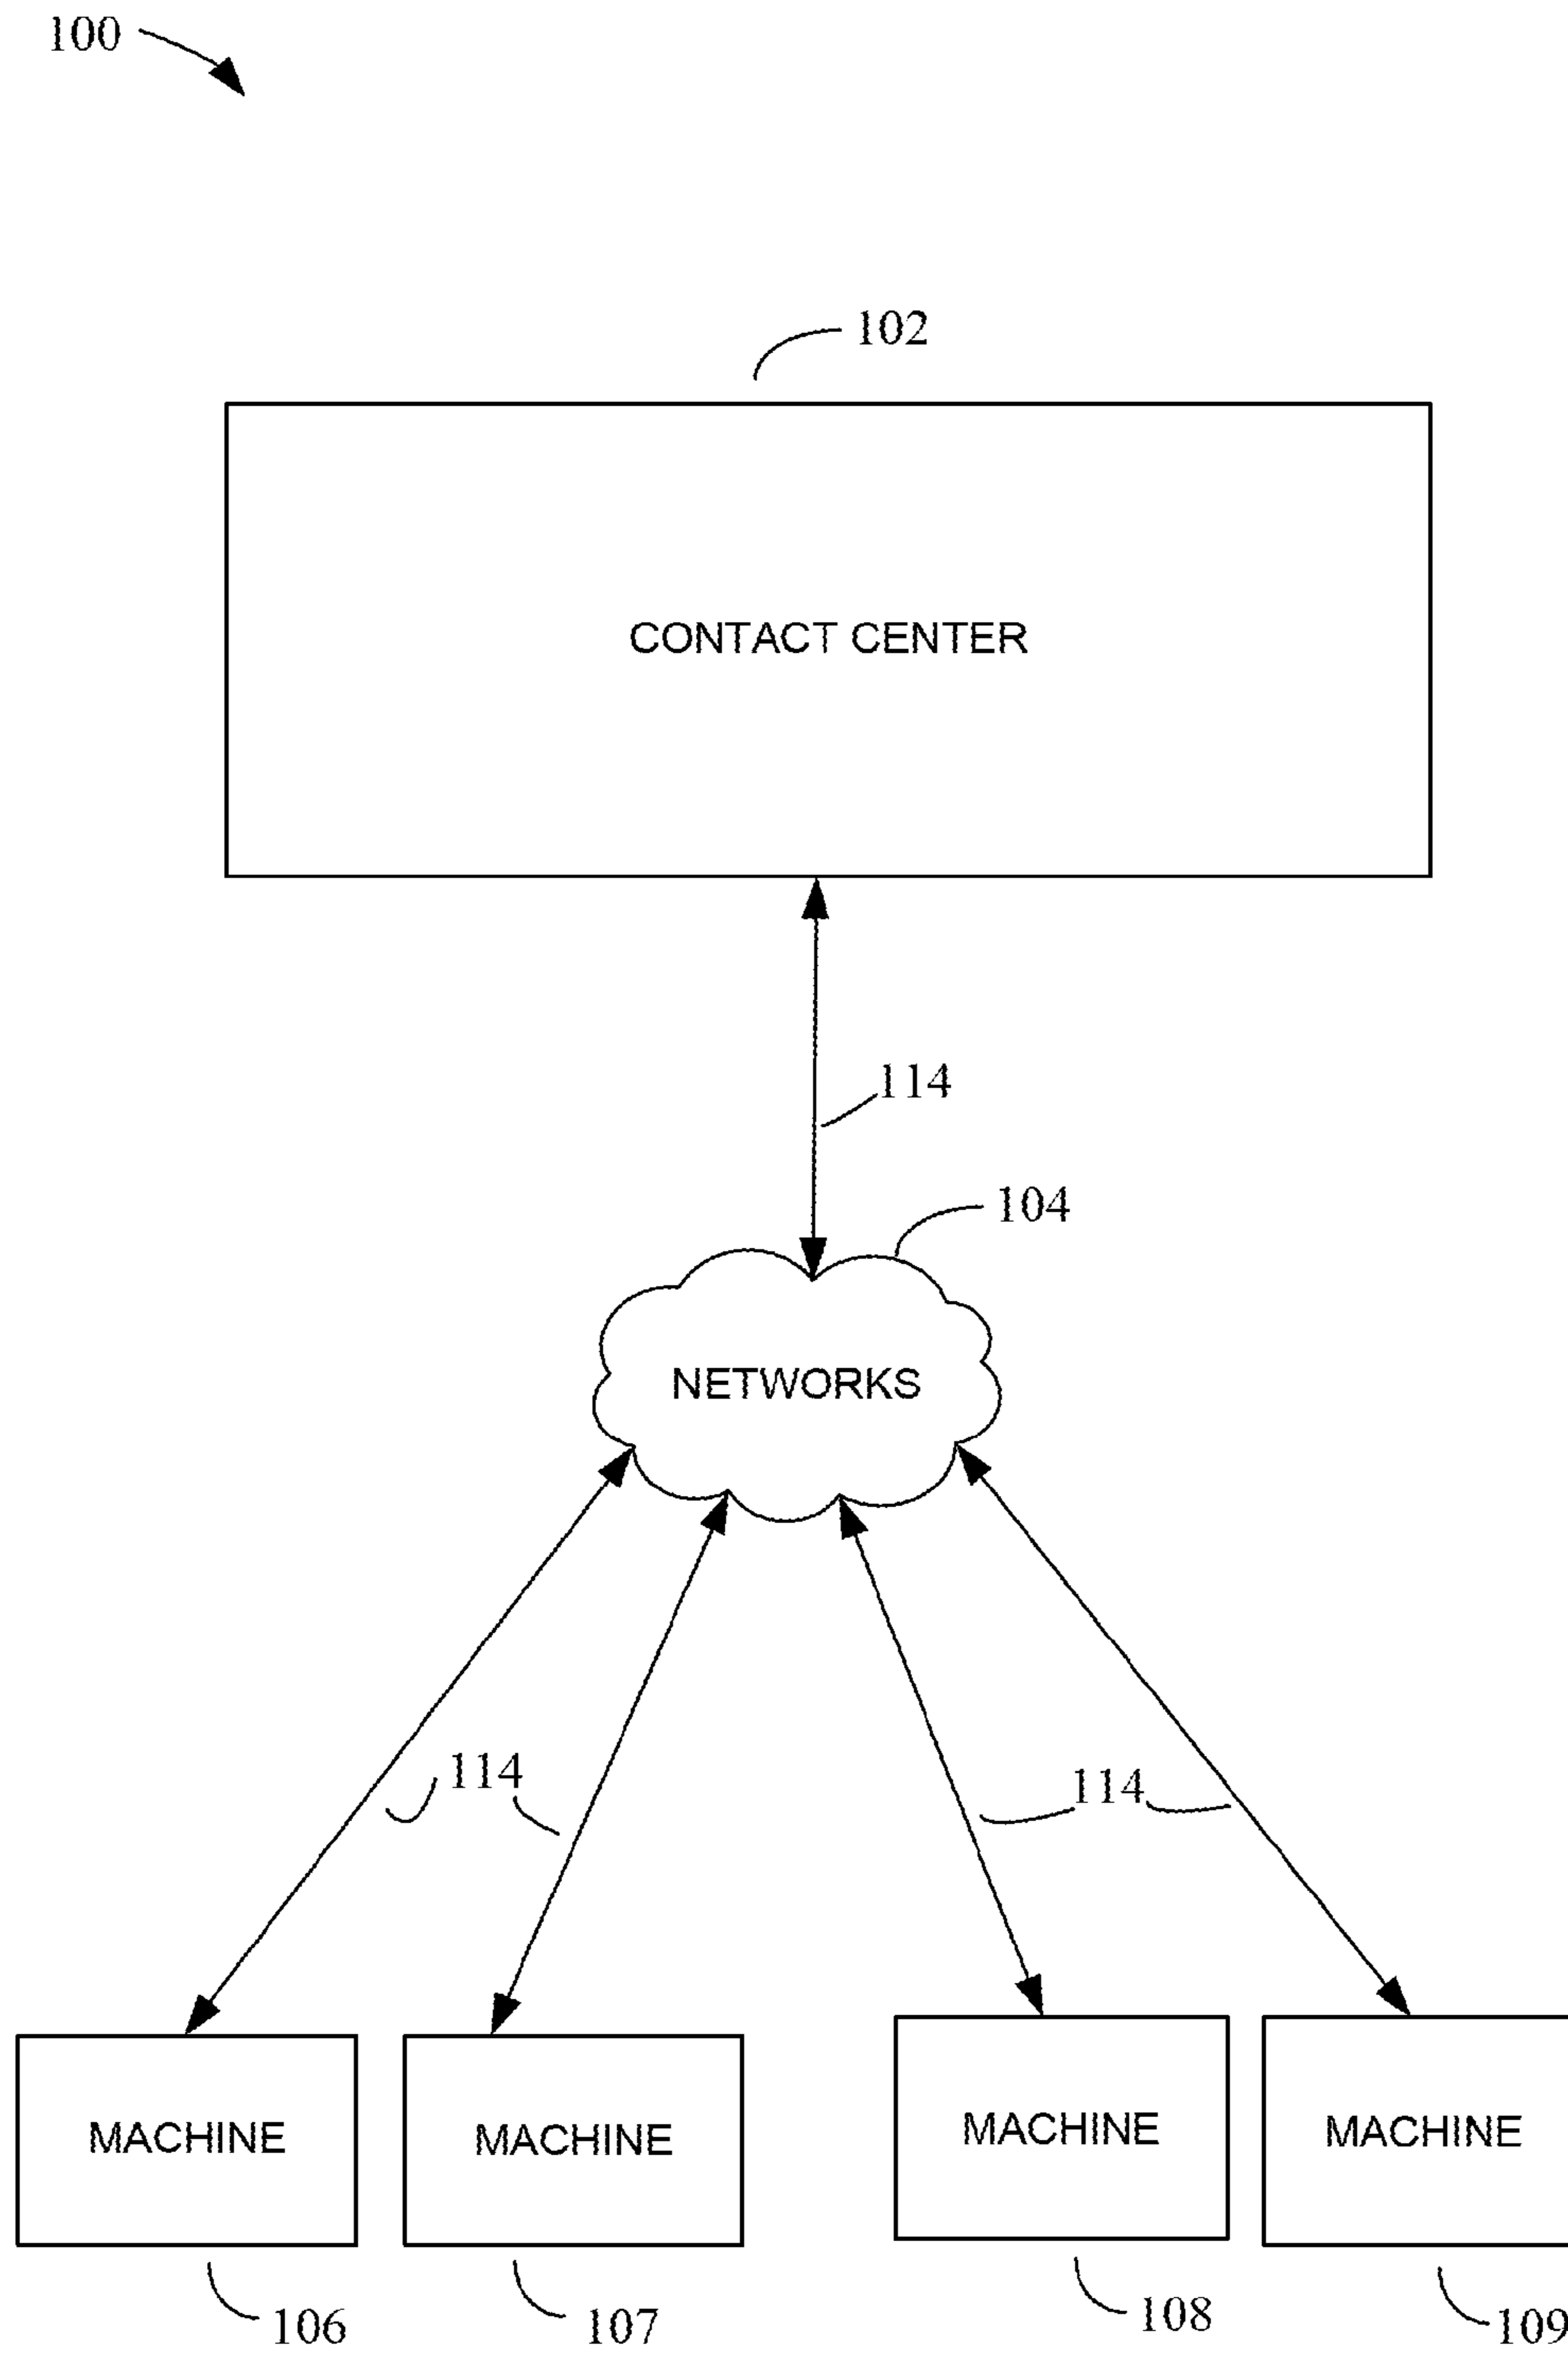 100
102
CONTACT CENTER
114
104
NETWORKS
114
114
MACHINE
MACHINE
MACHINE
MACHINE
106
107
108
109